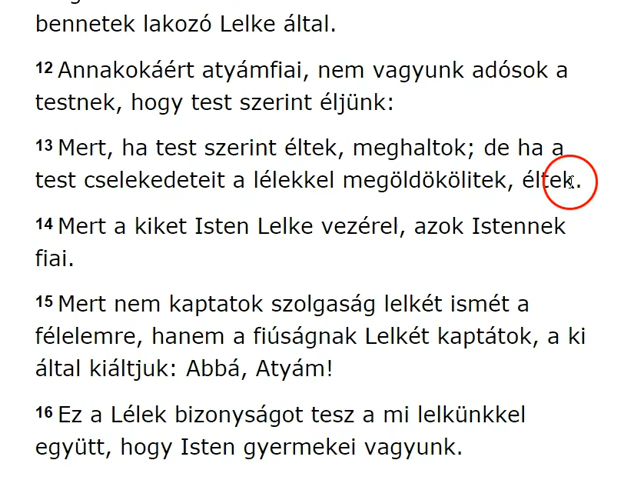 bennetek lakozó Lelke által.
12 Annakokáért atyámfiai, nem vagyunk adósok a
testnek, hogy test szerint éljünk:
13 Mert, ha test szerint éltek, meghaltok; de ha a
test cselekedeteit a lélekkel megöldökölitek, éltek.
14 Mert a kiket Isten Lelke vezérel, azok Istennek
fiai.
15 Mert nem kaptatok szolgaság lelkét ismét a
félelemre, hanem a fiúságnak Lelkét kaptátok, a ki
által kiáltjuk: Abbá, Atyám!
16 Ez a Lélek bizonyságot tesz a mi lelkünkkel
együtt, hogy Isten gyermekei vagyunk.